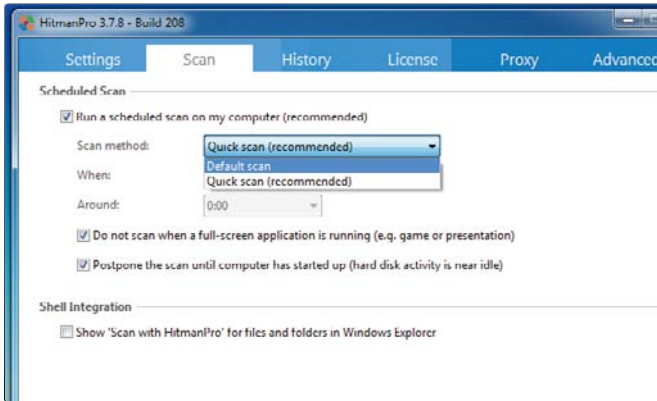 HitmanPro 3.7.8 - Build 208
Settings Scan History License Proxy Advanced
Scheduled Scan
Run a scheduled scan on my computer (recommended)
Scan method: Quick scan (recommended)
Default scan
When: Quick scan (recommended)
Around: 0:00
Do not scan when a full-screen application is running (e.g. game or presentation)
Postpone the scan until computer has started up (hard disk activity is near idle)
Shell Integration
Show 'Scan with HitmanPro' for files and folders in Windows Explorer